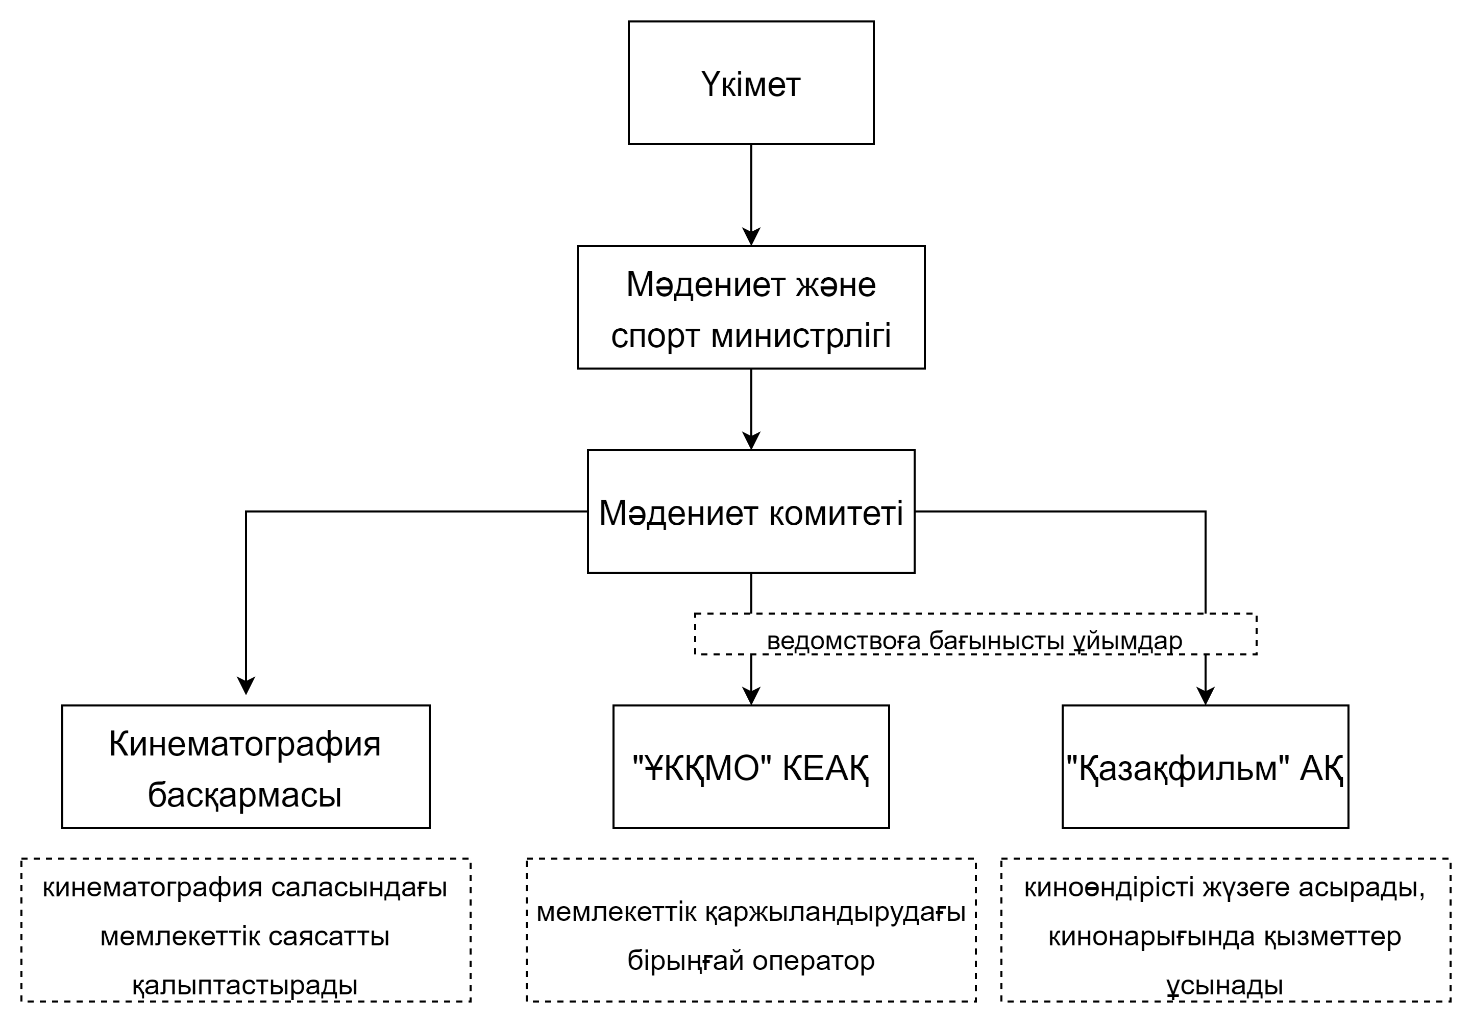 Үкімет
Мәдениет және
спорт министрлігі
Мәдениет комитеті
ведомствоға бағынысты ұйымдар
Кинематография
басқармасы
"ҰКҚМО" КЕАҚ
"Қазақфильм" АҚ
кинематография саласындағы
мемлекеттік саясатты
қалыптастырады
мемлекеттік қаржыландырудағы
бірыңғай оператор
киноөндірісті жүзеге асырады,
кинонарығында қызметтер
ұсынады